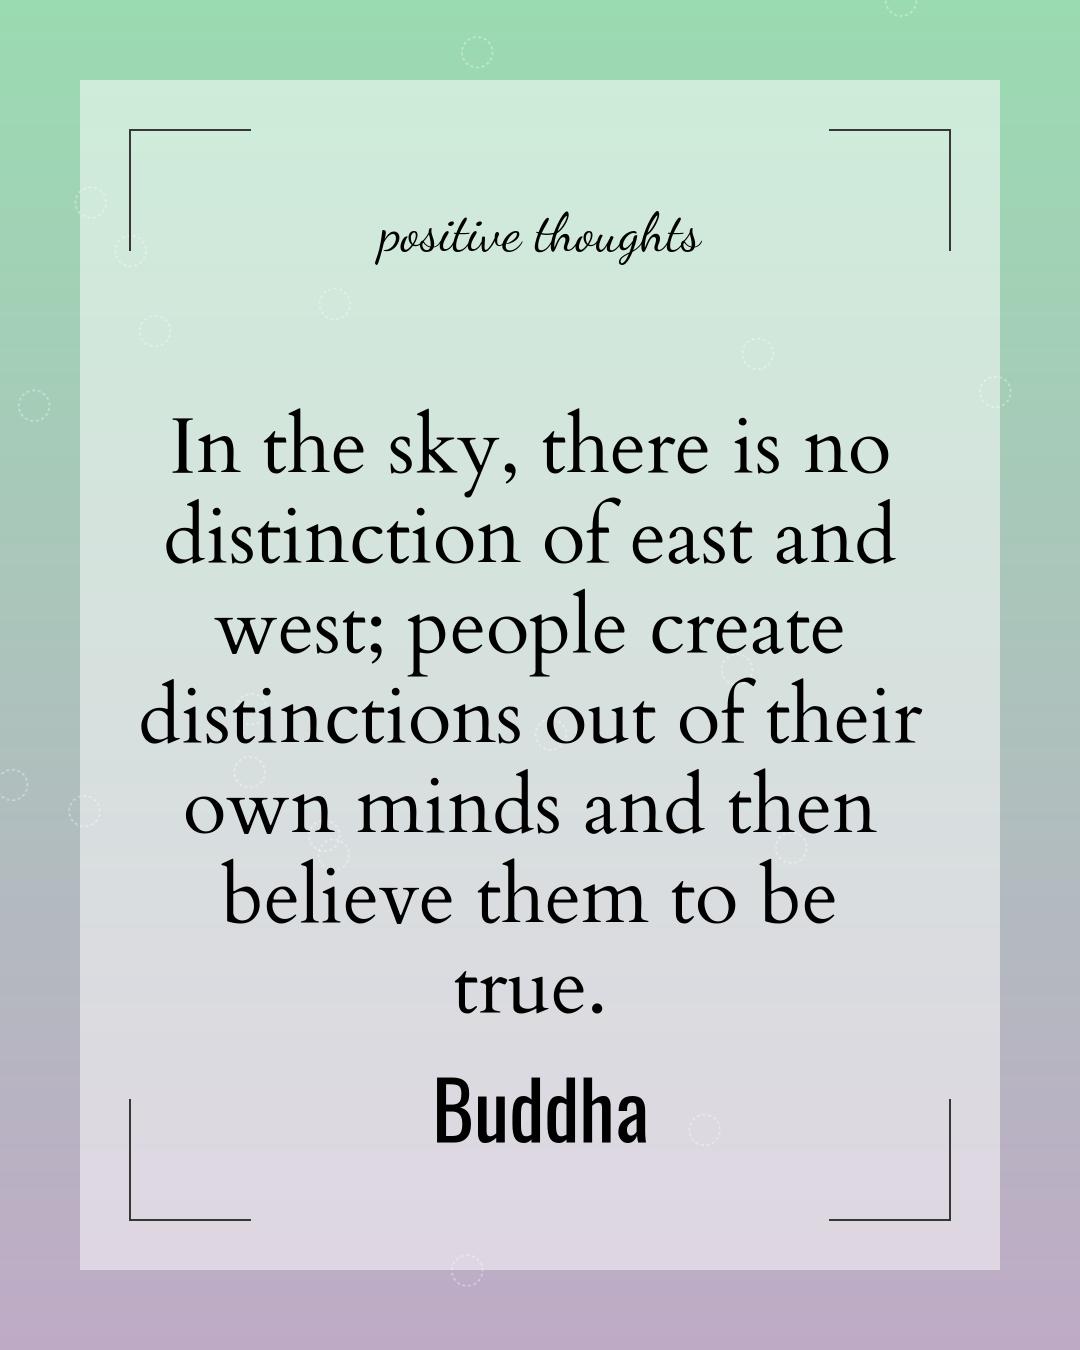 positive thoughts
In the sky, there is no
distinction of east and
west; people create
distinctions out of their
own minds and then
believe them to be
true.
Buddha